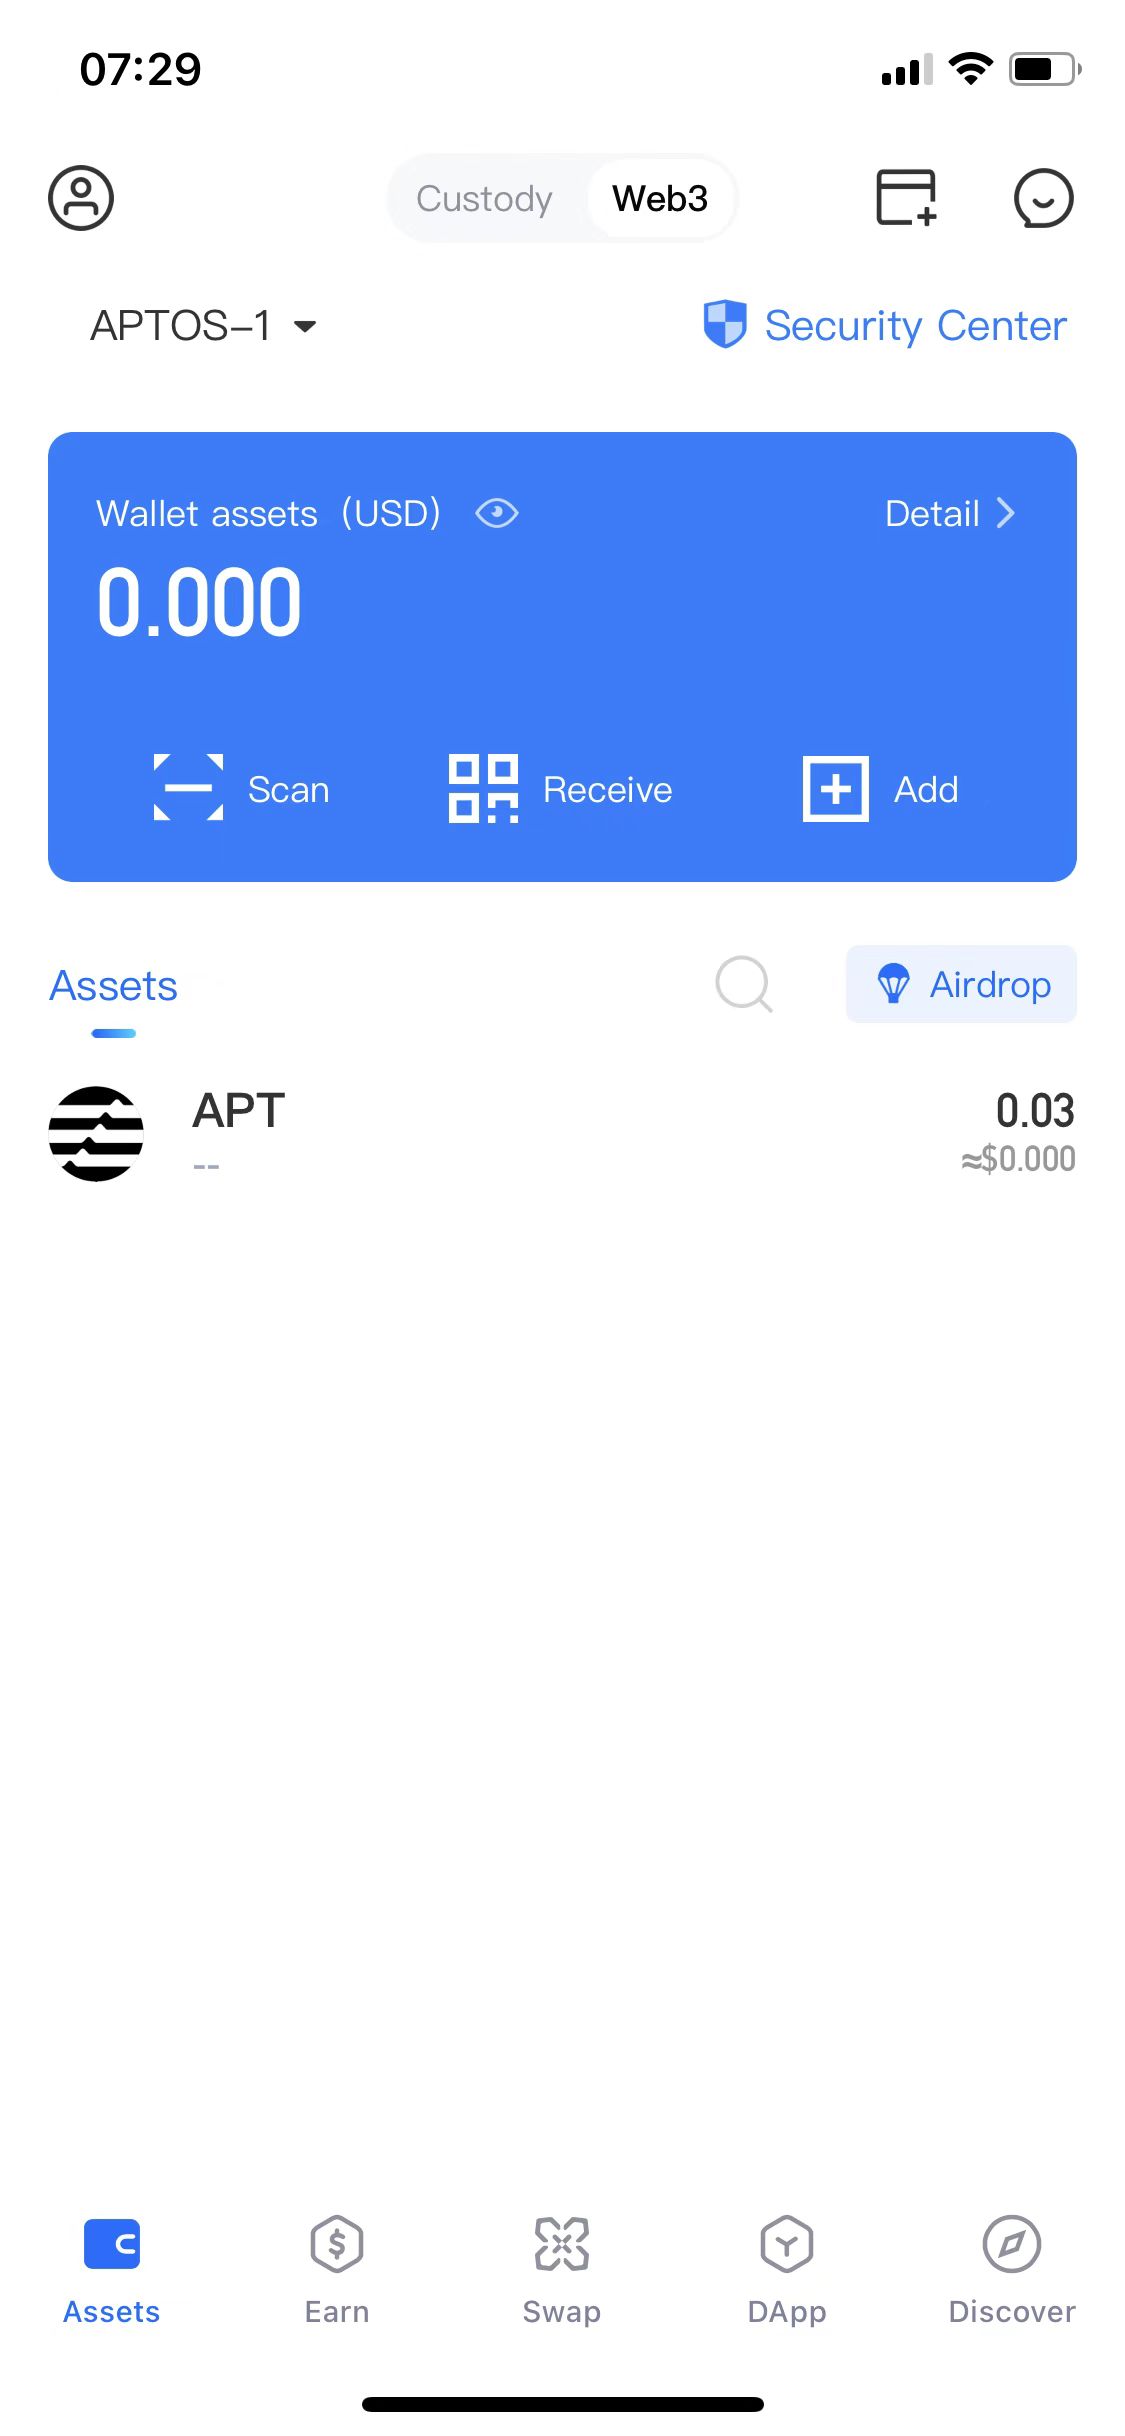 07:29
Custody Web3
APTOS-1 Security Center
Wallet assets (USD) Detail
0.000
Scan Receive Add
Assets Airdrop
APT 0.03
-- ≈$0.000
Assets Earn Swap DApp Discover